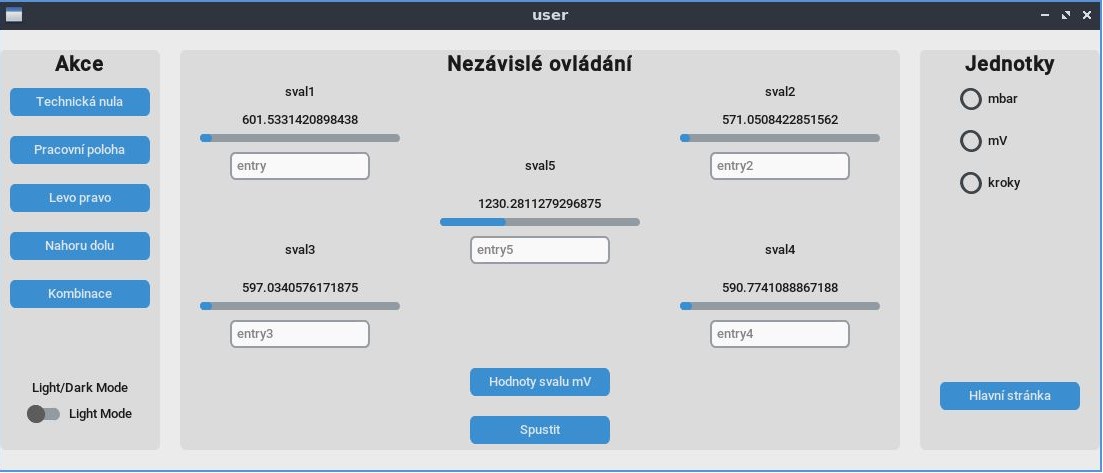 user
Akce
Technická nula
Pracovní poloha
Levo pravo
Nahoru dolu
Kombinace
Light/Dark Mode
Light Mode
Nezávislé ovládání
sval1
601.5331420898438
entry
sval2
571.0508422851562
entry2
sval5
1230.2811279296875
entry5
sval3
597.0340576171875
entry3
sval4
590.7741088867188
entry4
Hodnoty svalu mV
Spustit
Jednotky
mbar
mV
kroky
Hlavní stránka